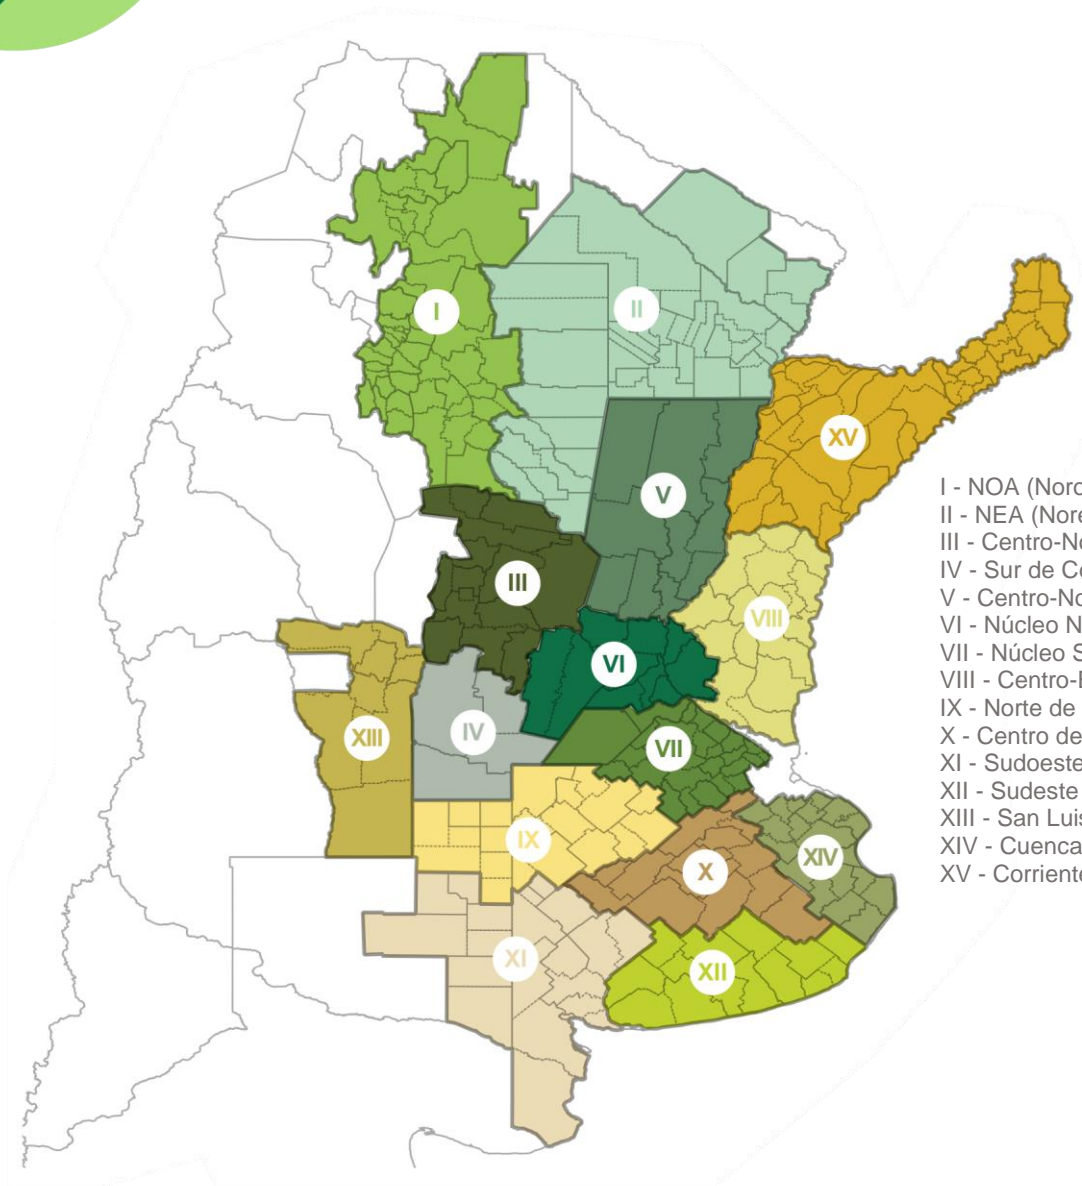 I
II
XV
V
III
VIII
VI
IV
XIII
VII
IX
XIV
X
XI
XII
I - NOA (Noro
II - NEA (Nore
III - Centro-No
IV - Sur de Co
V - Centro-No
VI - Núcleo N
VII - Núcleo S
VIII - Centro-E
IX - Norte de
X - Centro de
XI - Sudoeste
XII - Sudeste
XIII - San Luis
XIV - Cuenca
XV - Corriente